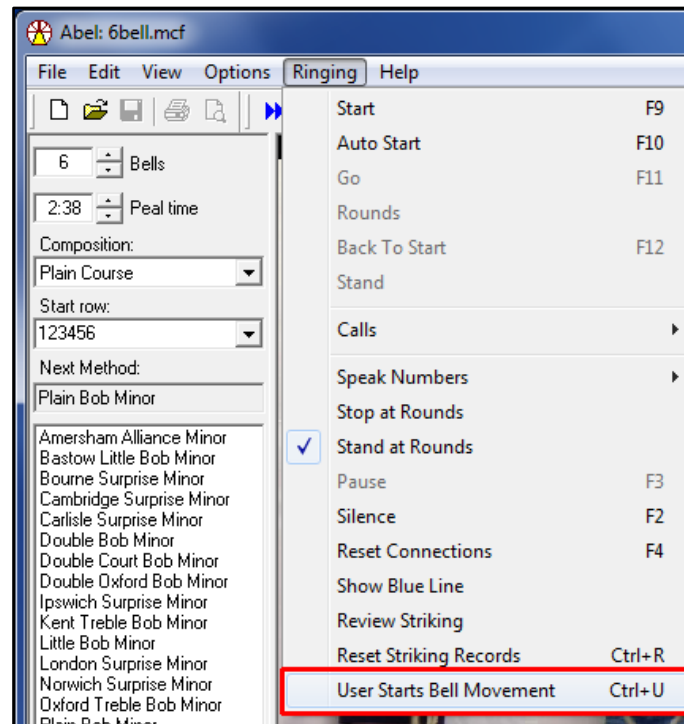 Abel: 6bell.mcf
File Edit View Options Ringing Help
6 Bells
2:38 Peal time
Composition:
Plain Course
Start row:
123456
Next Method:
Plain Bob Minor
Amersham Alliance Minor
Bastow Little Bob Minor
Bourne Surprise Minor
Cambridge Surprise Minor
Carlisle Surprise Minor
Double Bob Minor
Double Court Bob Minor
Double Oxford Bob Minor
Ipswich Surprise Minor
Kent Treble Bob Minor
Little Bob Minor
London Surprise Minor
Norwich Surprise Minor
Oxford Treble Bob Minor
Plain Bob Minor
Start F9
Auto Start F10
Go F11
Rounds
Back To Start F12
Stand
Calls
Speak Numbers
Stop at Rounds
Stand at Rounds
Pause F3
Silence F2
Reset Connections F4
Show Blue Line
Review Striking
Reset Striking Records Ctrl+R
User Starts Bell Movement Ctrl+U